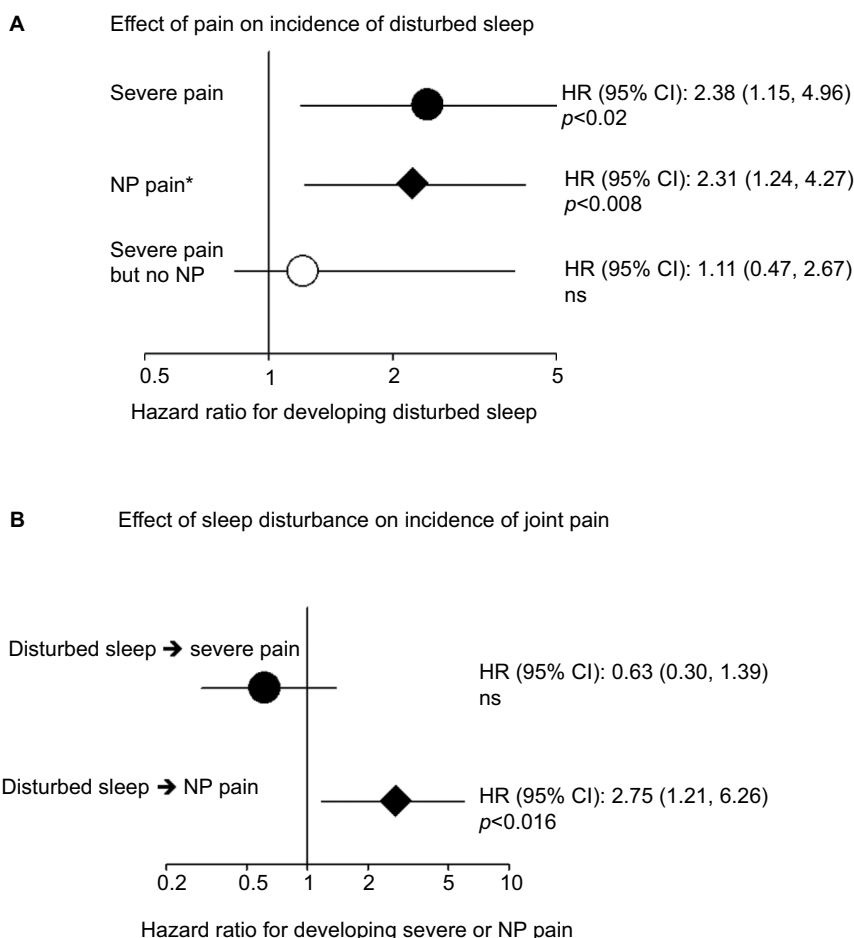 A Effect of pain on incidence of disturbed sleep
Severe pain
HR (95% CI): 2.38 (1.15, 4.96)
p<0.02
NP pain*
HR (95% CI): 2.31 (1.24, 4.27)
p<0.008
Severe pain
but no NP
HR (95% CI): 1.11 (0.47, 2.67)
ns
0.5 1 2 5
Hazard ratio for developing disturbed sleep
B Effect of sleep disturbance on incidence of joint pain
Disturbed sleep ➔ severe pain
HR (95% CI): 0.63 (0.30, 1.39)
ns
Disturbed sleep ➔ NP pain
HR (95% CI): 2.75 (1.21, 6.26)
p<0.016
0.2 0.5 1 2 5 10
Hazard ratio for developing severe or NP pain